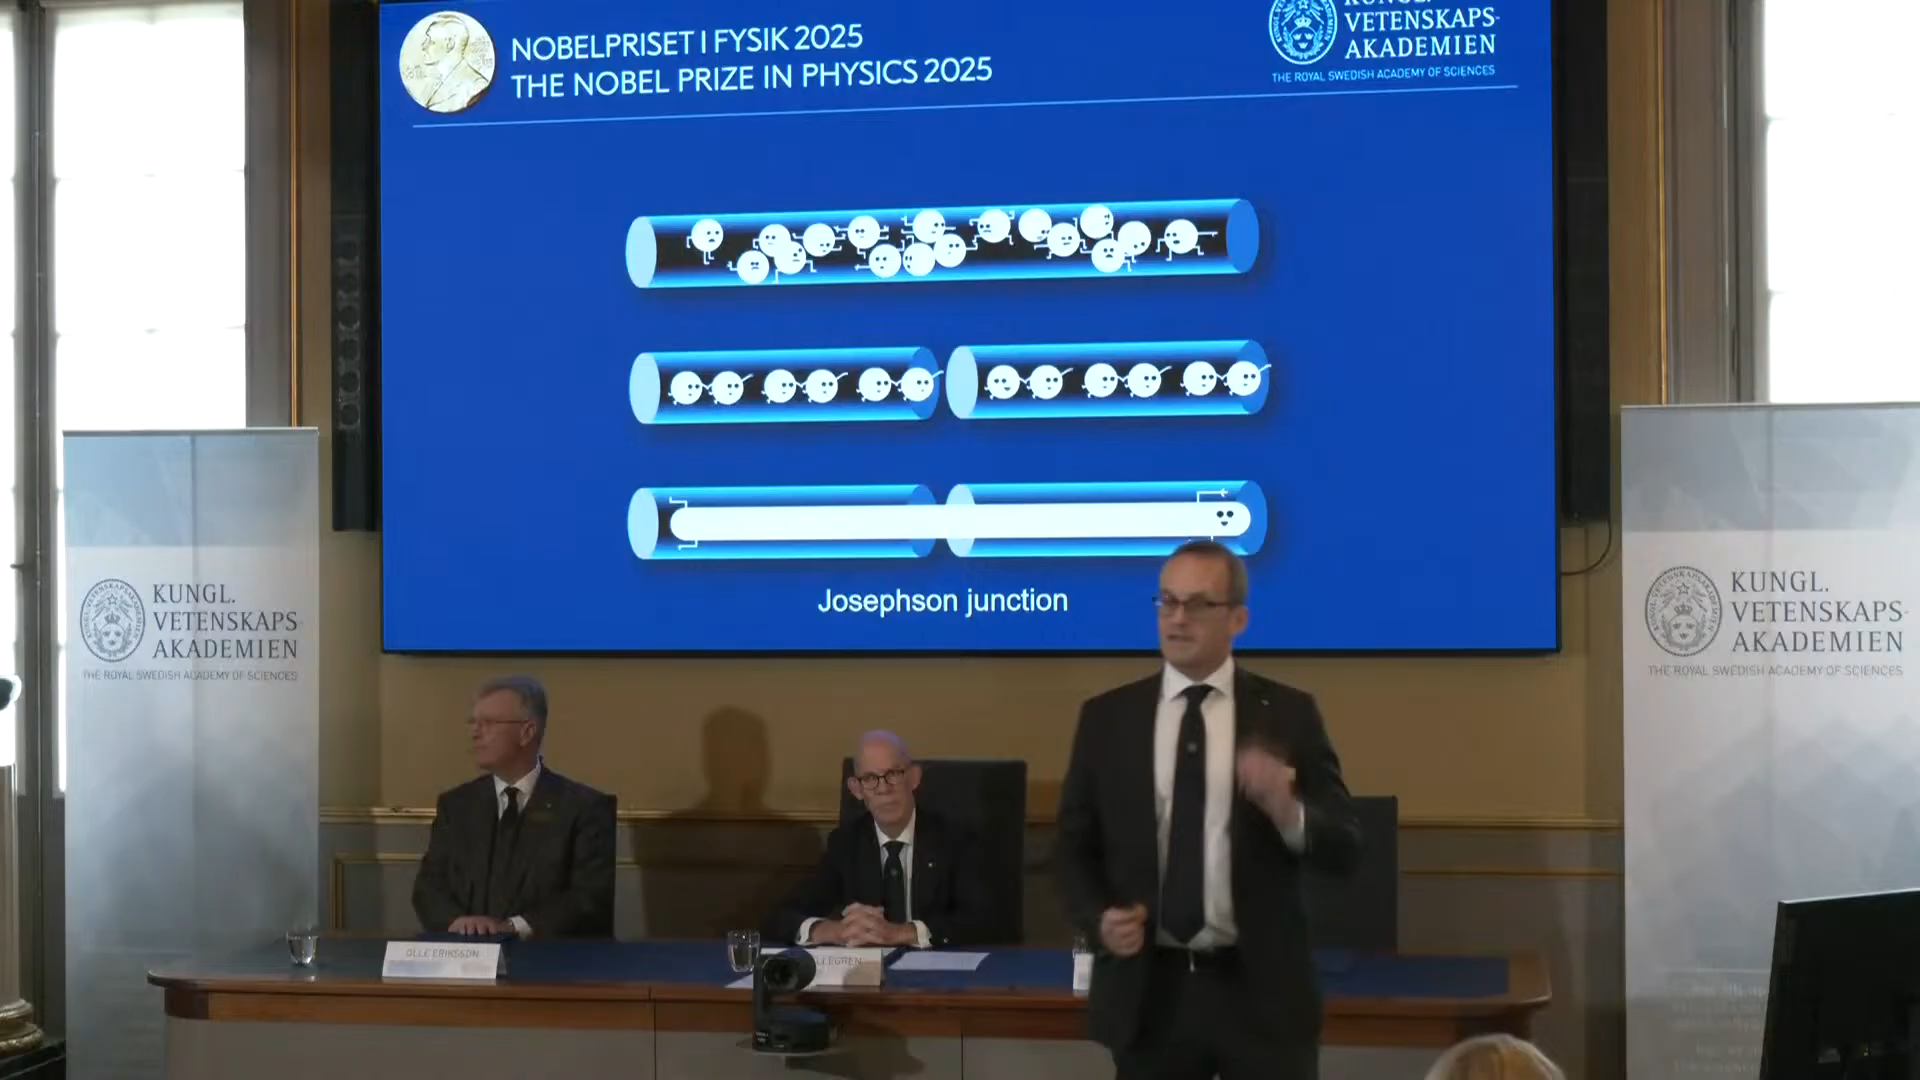 NOBELPRISET I FYSIK 2025
THE NOBEL PRIZE IN PHYSICS 2025
KUNGL.
VETENSKAPS-
AKADEMIEN
THE ROYAL SWEDISH ACADEMY OF SCIENCES
Josephson junction
KUNGL.
VETENSKAPS-
AKADEMIEN
THE ROYAL SWEDISH ACADEMY OF SCIENCES
KUNGL.
VETENSKAPS-
AKADEMIEN
THE ROYAL SWEDISH ACADEMY OF SCIENCES
OLLE ERIKSSON